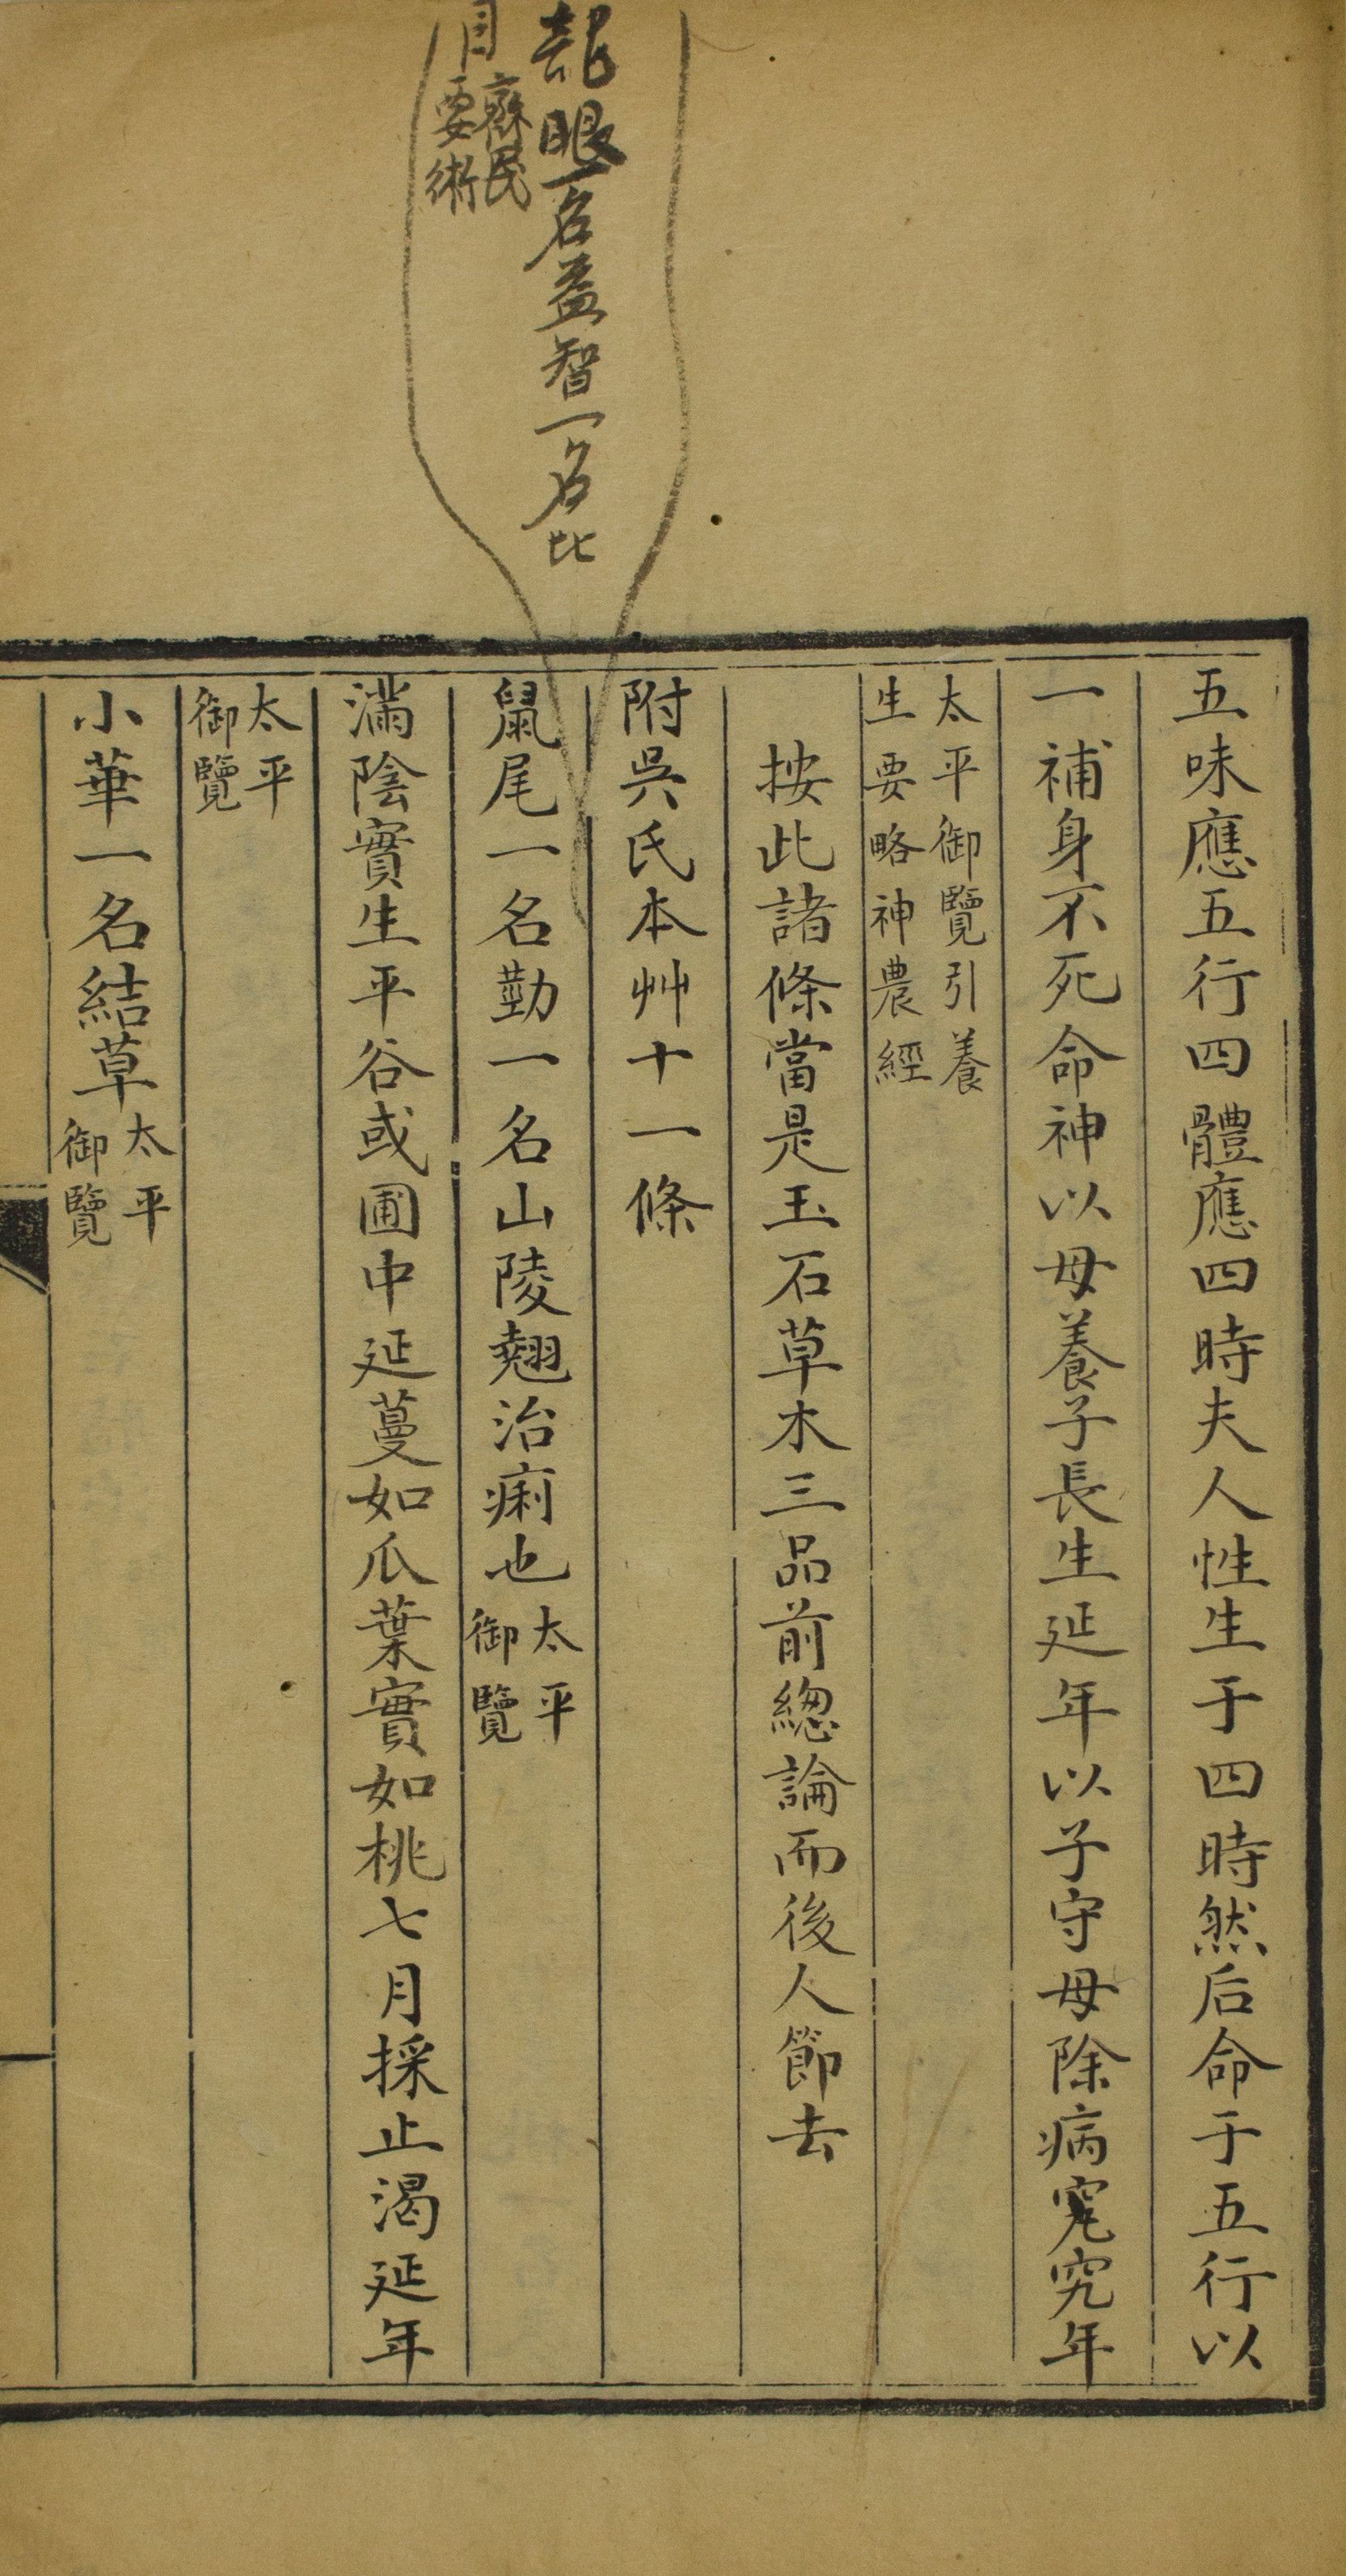 龍眼一名益智一名比
目
齊民
要術
五味應五行四體應四時夫人性生于四時然后命于五行以
一補身不死命神以母養子長生延年以子守母除病究究年
太平御覽引養
生要略神農經
按此諸條當是玉石草木三品前總論而後人節去
附吳氏本艸十一條
鼠尾一名葝一名山陵翹治痢也
太平
御覽
滿陰實生平谷或圃中延蔓如瓜葉實如桃七月採止渴延年
太平
御覽
小華一名結草
太平
御覽